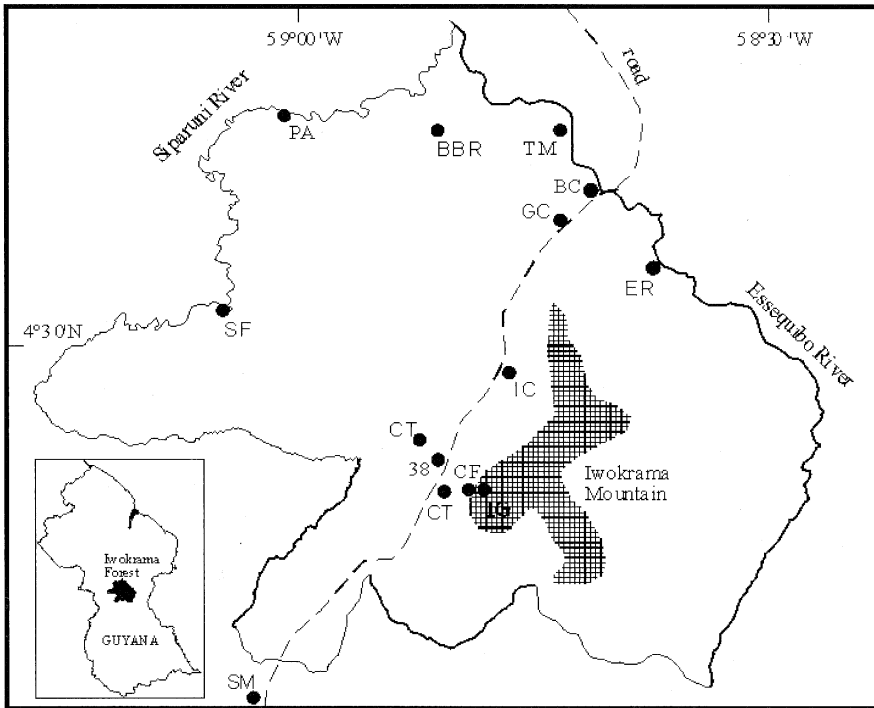 59°00'W
58°30'W
road
Siparuni River
PA
BBR
TM
BC
GC
ER
Essequibo River
SF
4°30'N
IC
CT
38
CF
IG
CT
Iwokrama
Mountain
Iwokrama
Forest
GUYANA
SM